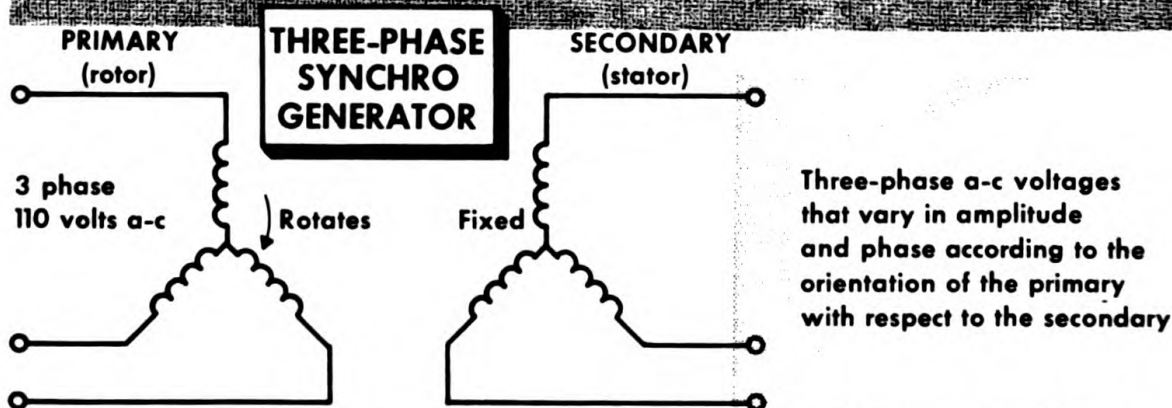 PRIMARY
(rotor)
THREE-PHASE
SYNCHRO
GENERATOR
SECONDARY
(stator)
3 phase
110 volts a-c
Rotates
Fixed
Three-phase a-c voltages
that vary in amplitude
and phase according to the
orientation of the primary
with respect to the secondary